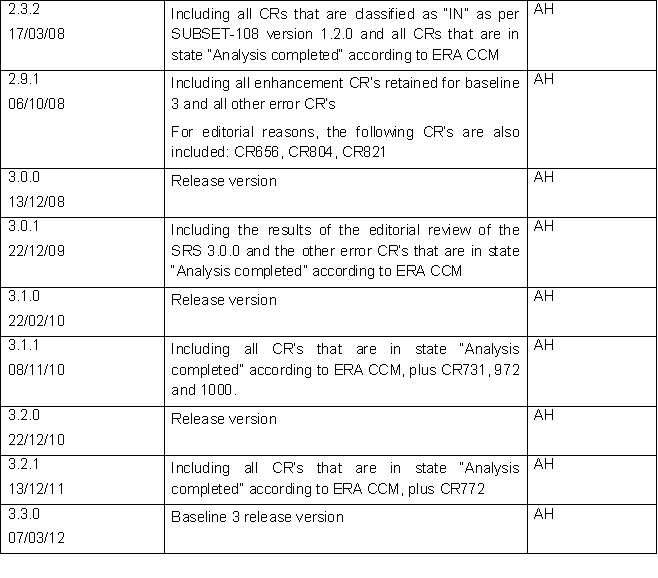 2.3.2
17/03/08
Including all CRs that are classified as "IN" as per
SUBSET-108 version 1.2.0 and all CRs that are in
state "Analysis completed" according to ERA CCM
AH
2.9.1
06/10/08
Including all enhancement CR's retained for baseline
3 and all other error CR's
For editorial reasons, the following CR's are also
included: CR656, CR804, CR821
AH
3.0.0
13/12/08
Release version
AH
3.0.1
22/12/09
Including the results of the editorial review of the
SRS 3.0.0 and the other error CR's that are in state
"Analysis completed" according to ERA CCM
AH
3.1.0
22/02/10
Release version
AH
3.1.1
08/11/10
Including all CR's that are in state "Analysis
completed" according to ERA CCM, plus CR731, 972
and 1000.
AH
3.2.0
22/12/10
Release version
AH
3.2.1
13/12/11
Including all CR's that are in state "Analysis
completed" according to ERA CCM, plus CR772
AH
3.3.0
07/03/12
Baseline 3 release version
AH